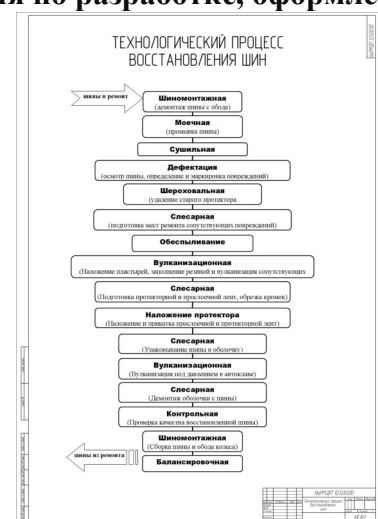 ия по разработке, оформле
ТЕХНОЛОГИЧЕСКИЙ ПРОЦЕСС
ВОССТАНОВЛЕНИЯ ШИН
шины в ремонт
Шиномонтажная
(демонтаж шины с обода)
Моечная
(промывка шины)
Сушильная
Дефектация
(осмотр шины, определение и маркировка повреждений)
Шероховальная
(удаление старого протектора
Слесарная
(подготовка мест ремонта сопутствующих повреждений)
Обеспыливание
Вулканизационная
(Наложение пластырей, заполнение резиной и вулканизация сопутствующих
Слесарная
(Подготовка протекторной и прослоечной лент, обрезка кромок)
Наложение протектора
(Наложение и прикатка прослоечной и протекторной лент)
Слесарная
(Упаковывание шины в оболочку)
Вулканизационная
(Вулканизация под давлением в автоклаве)
Слесарная
(Демонтаж оболочки с шины)
Контрольная
(Проверка качества восстановленной шины)
Шиномонтажная
(Сборка шины и обода колеса)
шины из ремонта
Балансировочная